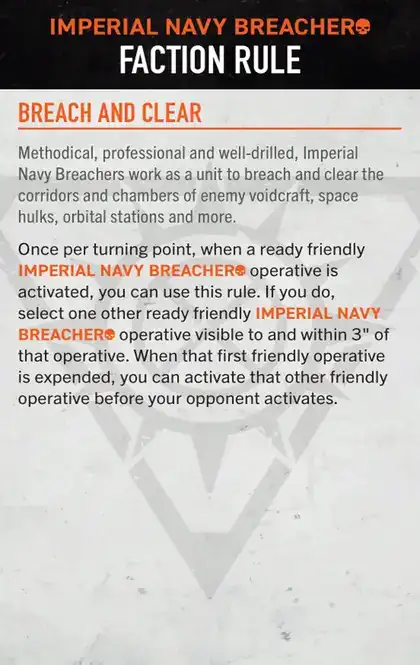 IMPERIAL NAVY BREACHER
FACTION RULE
BREACH AND CLEAR
Methodical, professional and well-drilled, Imperial
Navy Breachers work as a unit to breach and clear the
corridors and chambers of enemy voidcraft, space
hulks, orbital stations and more.
Once per turning point, when a ready friendly
IMPERIAL NAVY BREACHER operative is
activated, you can use this rule. If you do,
select one other ready friendly IMPERIAL NAVY
BREACHER operative visible to and within 3" of
that operative. When that first friendly operative
is expended, you can activate that other friendly
operative before your opponent activates.